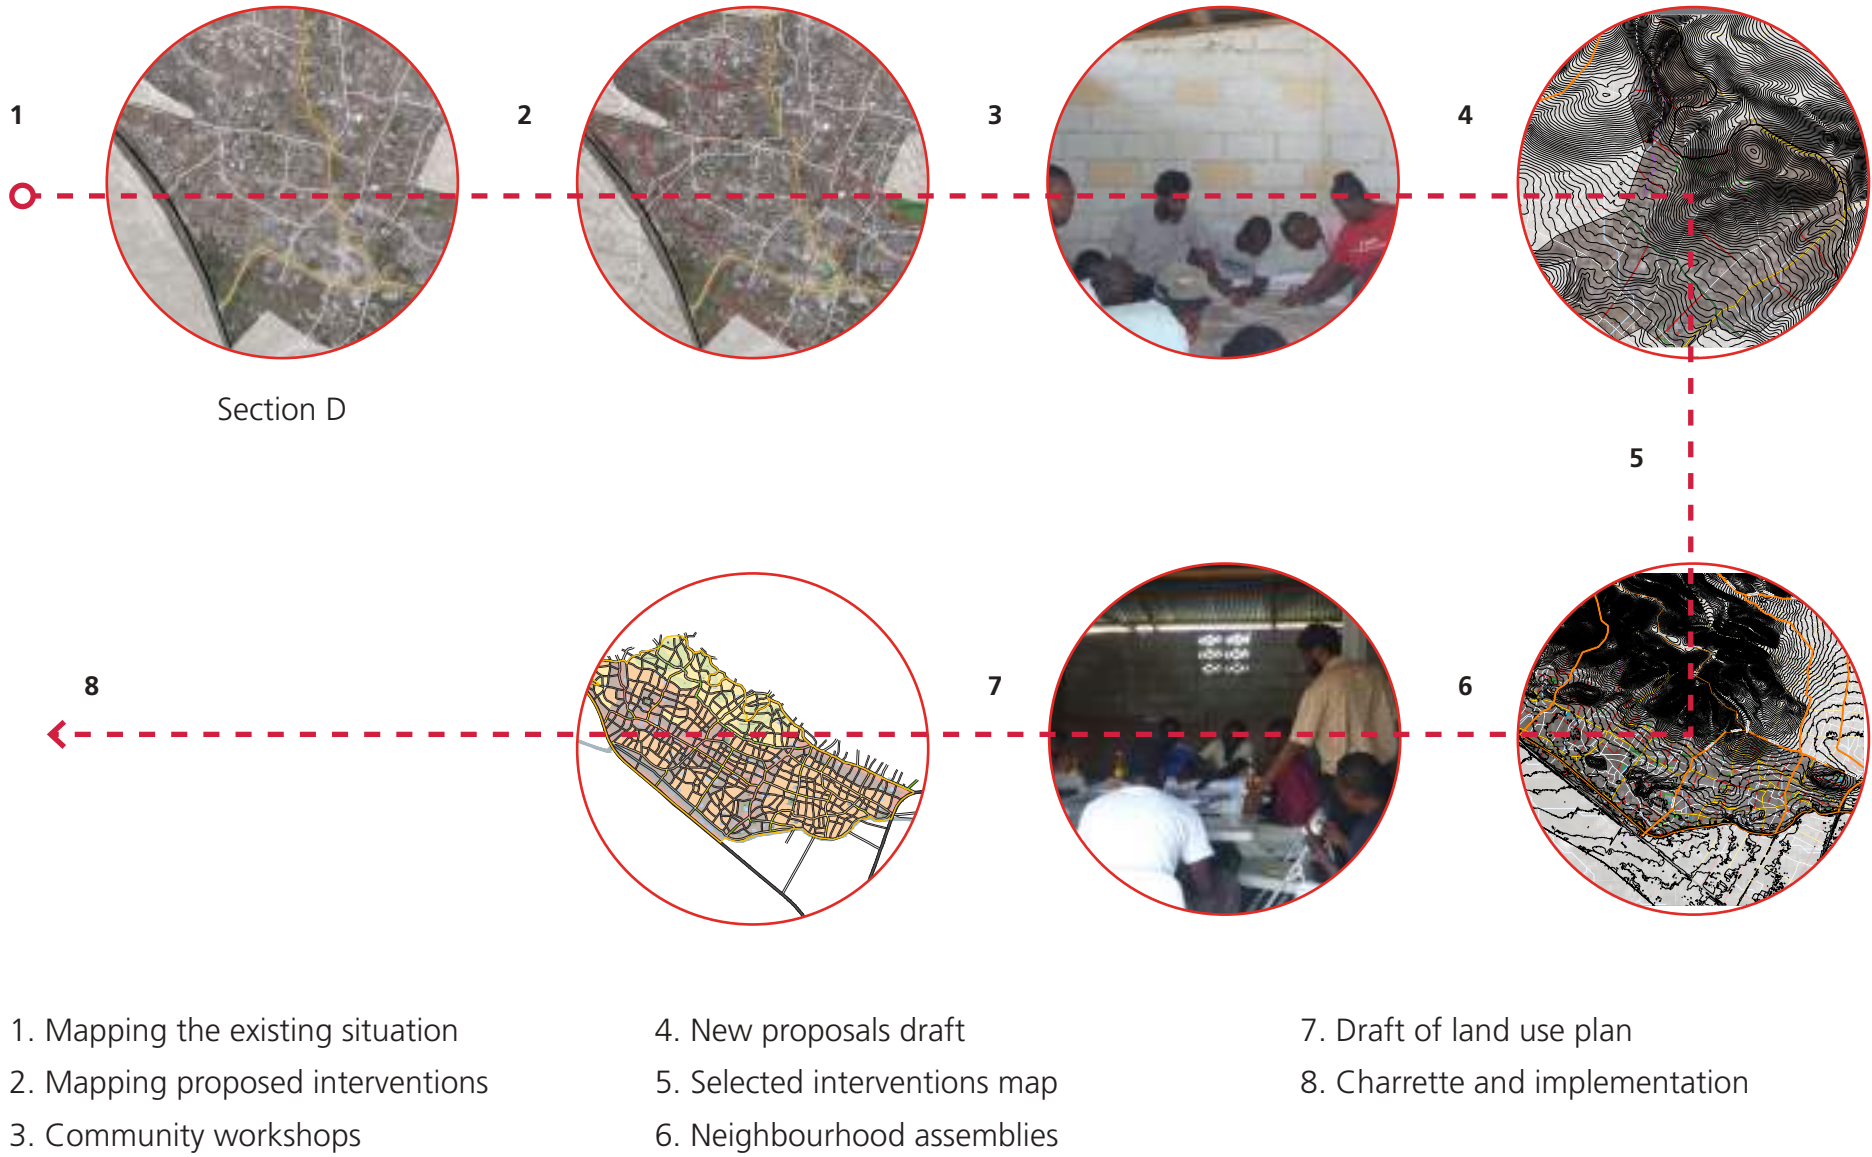 1
2
3
4
Section D
5
8
7
6
1. Mapping the existing situation
2. Mapping proposed interventions
3. Community workshops
4. New proposals draft
5. Selected interventions map
6. Neighbourhood assemblies
7. Draft of land use plan
8. Charrette and implementation